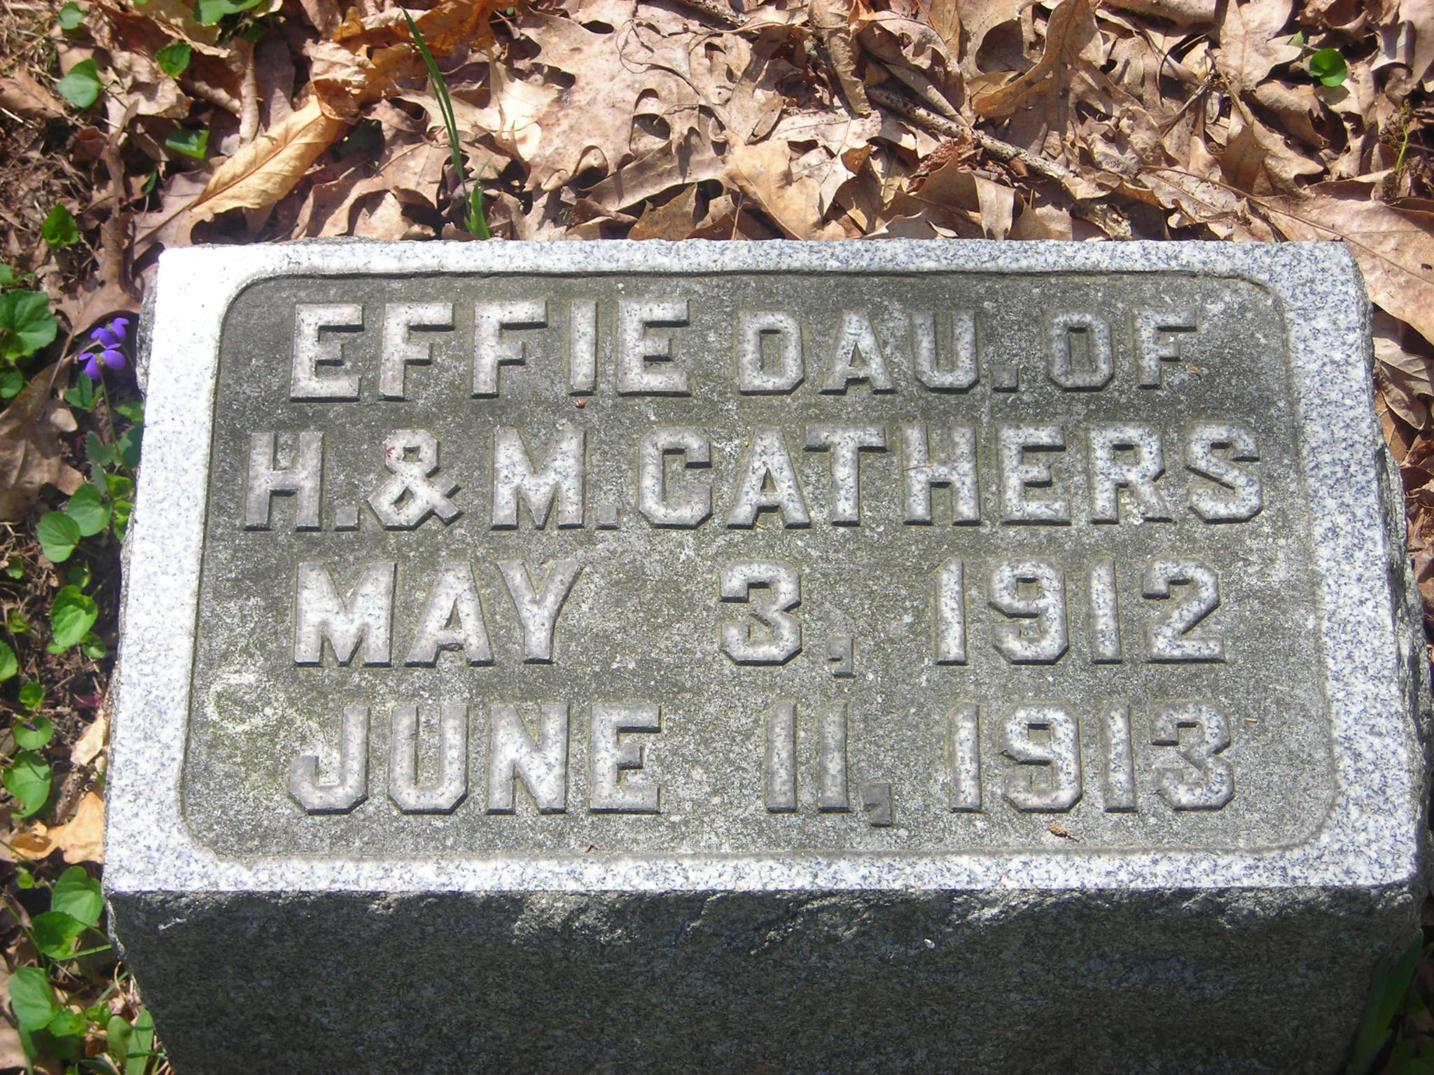 EFFIE DAU. OF
H. & M. CATHERS
MAY 3, 1912
JUNE 11, 1913